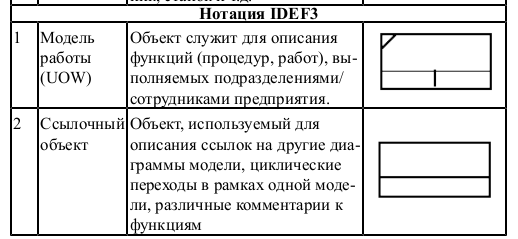 Нотация IDEF3
1
Модель
работы
(UOW)
Объект служит для описания
функций (процедур, работ), вы-
полняемых подразделениями/
сотрудниками предприятия.
2
Ссылочный
объект
Объект, используемый для
описания ссылок на другие диа-
граммы модели, циклические
переходы в рамках одной моде-
ли, различные комментарии к
функциям